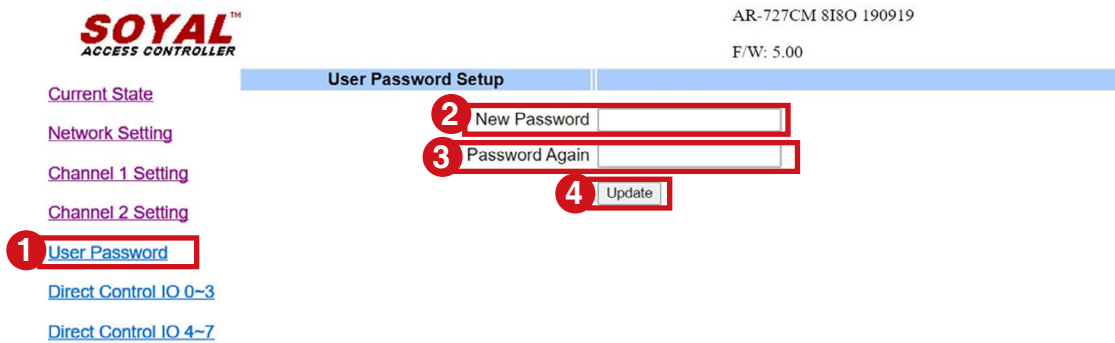 SOYAL™
ACCESS CONTROLLER
AR-727CM 8I8O 190919
F/W: 5.00
User Password Setup
Current State
Network Setting
Channel 1 Setting
Channel 2 Setting
1 User Password
Direct Control IO 0~3
Direct Control IO 4~7
2 New Password
3 Password Again
4 Update